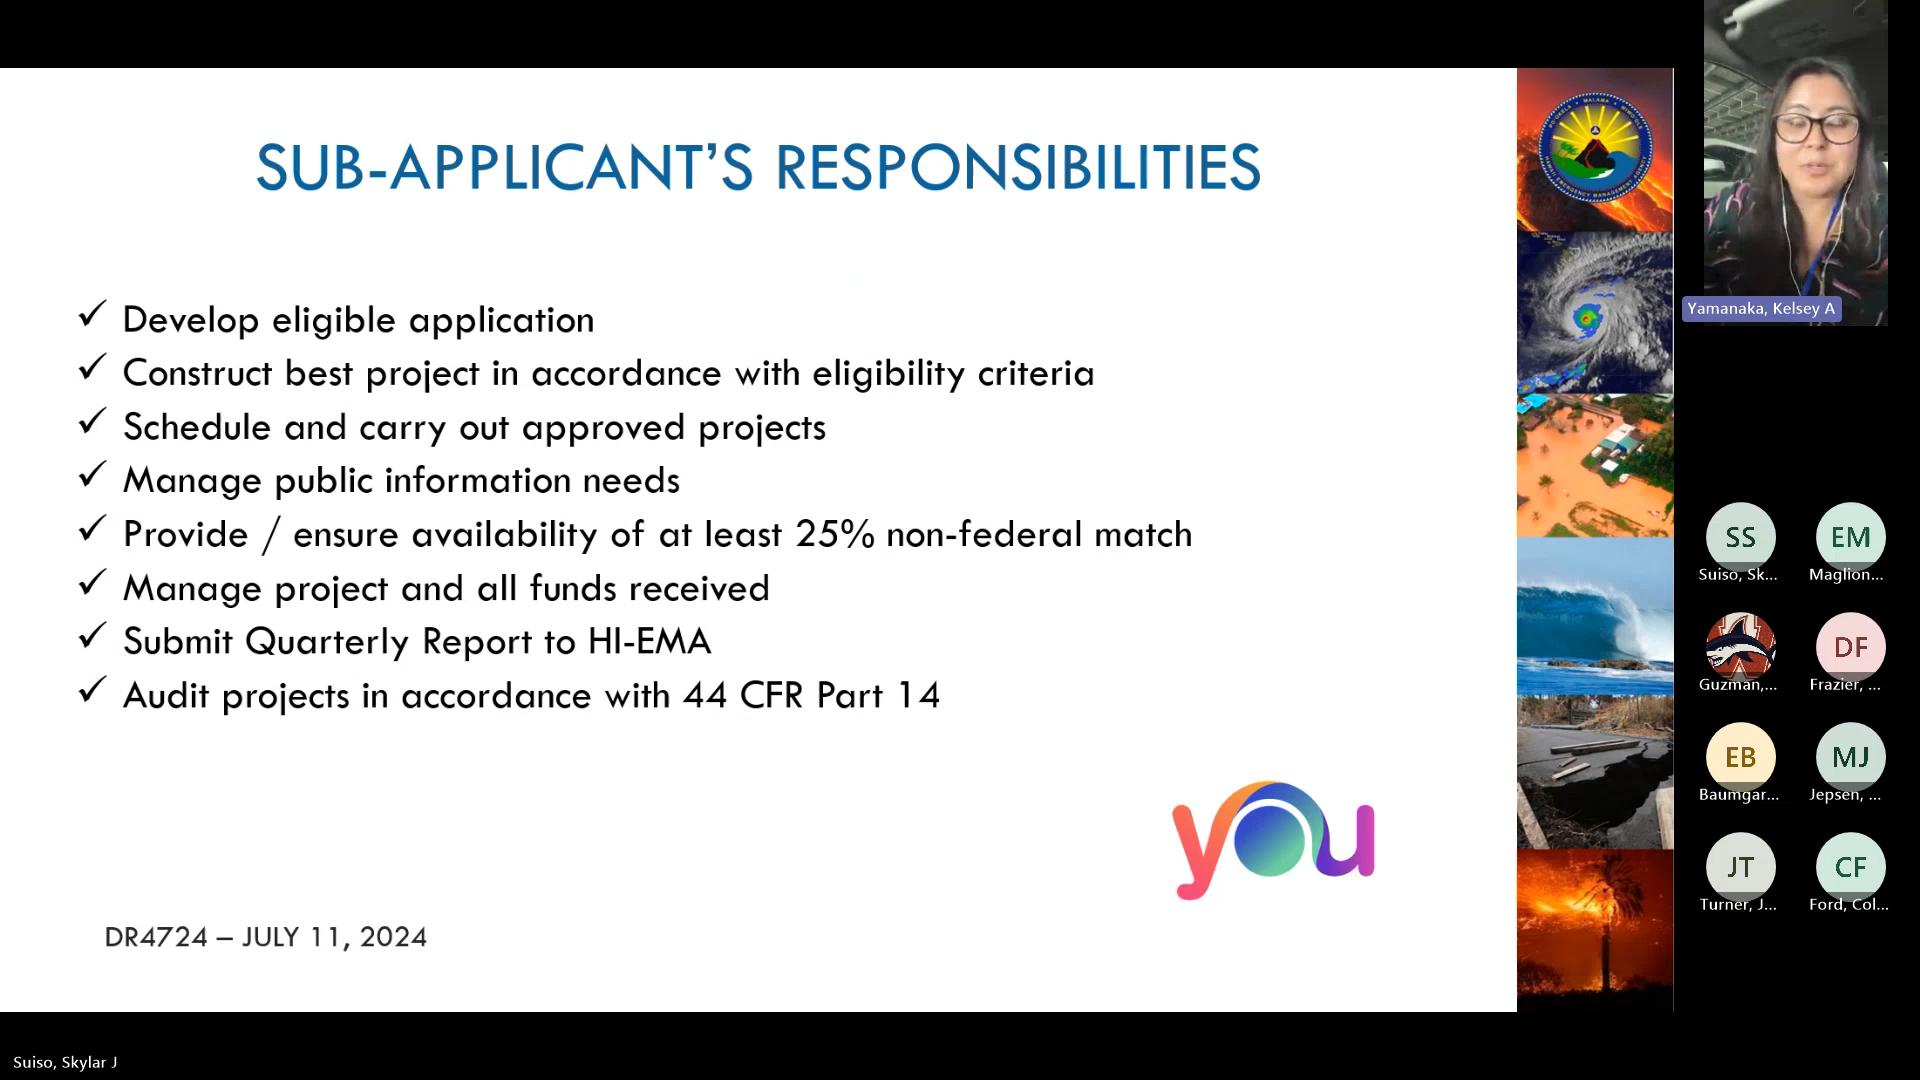 SUB-APPLICANT’S RESPONSIBILITIES
✓ Develop eligible application
✓ Construct best project in accordance with eligibility criteria
✓ Schedule and carry out approved projects
✓ Manage public information needs
✓ Provide / ensure availability of at least 25% non-federal match
✓ Manage project and all funds received
✓ Submit Quarterly Report to HI-EMA
✓ Audit projects in accordance with 44 CFR Part 14
you
DR4724 – JULY 11, 2024
HAWAII EMERGENCY MANAGEMENT AGENCY
Yamanaka, Kelsey A
SS
EM
Suiso, Sk...
Maglion...
Guzman,...
DF
Frazier, ...
EB
MJ
Baumgar...
Jepsen, ...
JT
CF
Turner, J...
Ford, Col...
Suiso, Skylar J